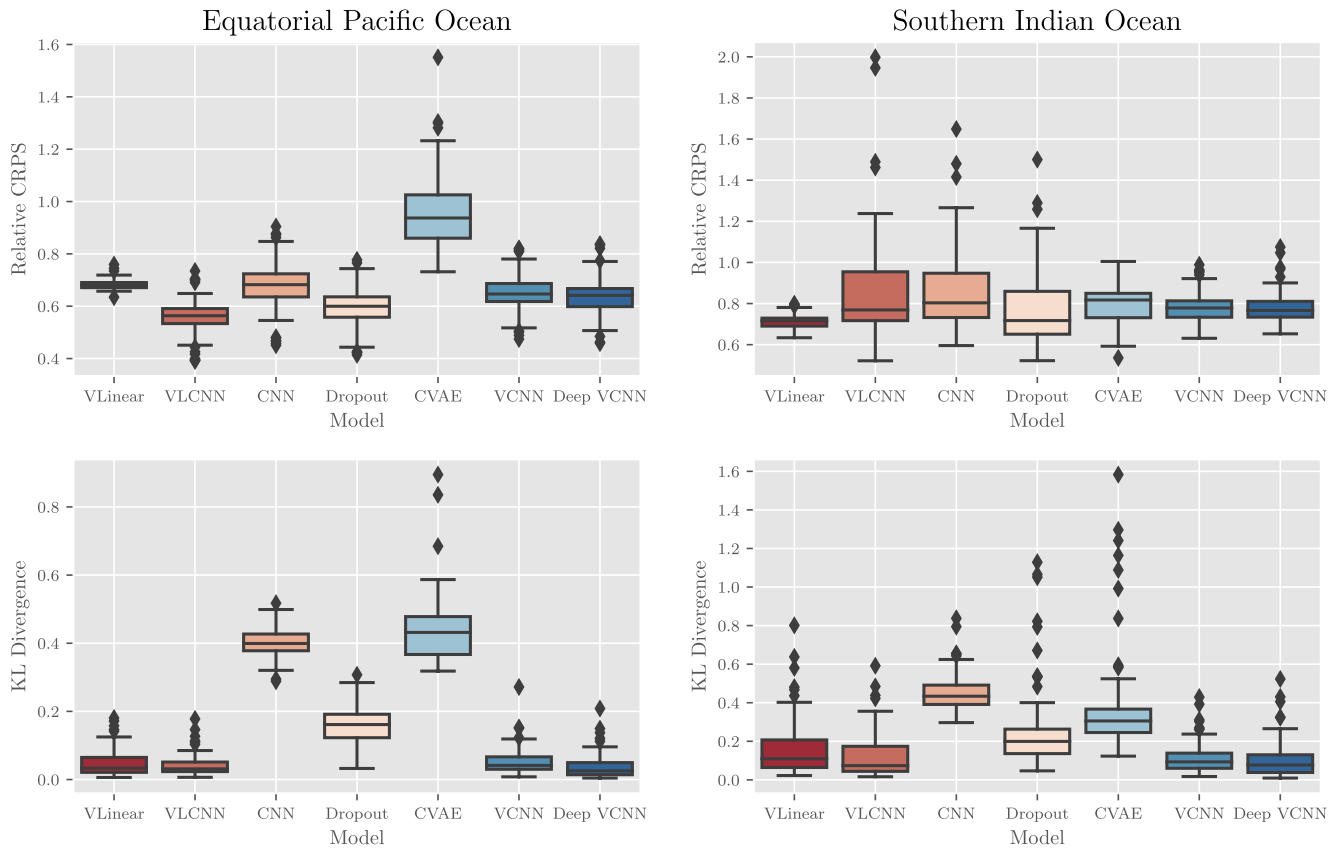 Equatorial Pacific Ocean
Southern Indian Ocean
Relative CRPS
1.6
1.4
1.2
1.0
0.8
0.6
0.4
VLinear VLCNN CNN Dropout CVAE VCNN Deep VCNN
Model
Relative CRPS
2.0
1.8
1.6
1.4
1.2
1.0
0.8
0.6
VLinear VLCNN CNN Dropout CVAE VCNN Deep VCNN
Model
KL Divergence
0.8
0.6
0.4
0.2
0.0
VLinear VLCNN CNN Dropout CVAE VCNN Deep VCNN
Model
KL Divergence
1.6
1.4
1.2
1.0
0.8
0.6
0.4
0.2
0.0
VLinear VLCNN CNN Dropout CVAE VCNN Deep VCNN
Model